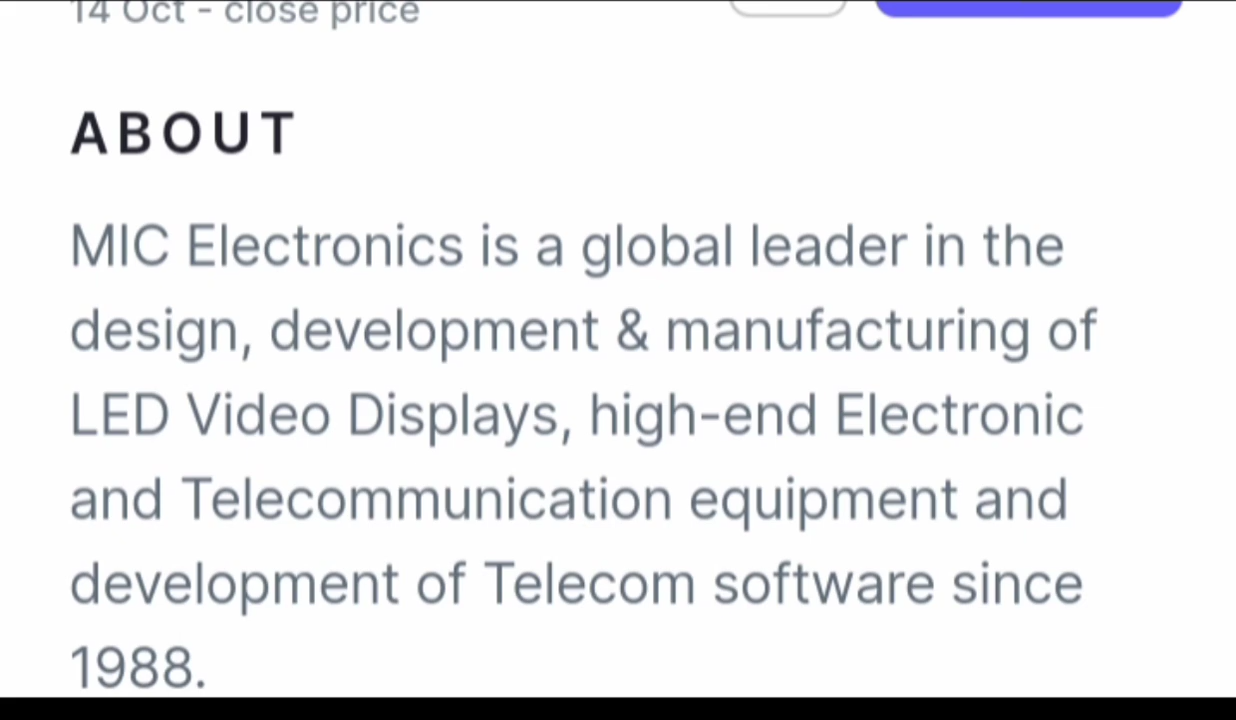 14 Oct - close price
ABOUT
MIC Electronics is a global leader in the
design, development & manufacturing of
LED Video Displays, high-end Electronic
and Telecommunication equipment and
development of Telecom software since
1988.